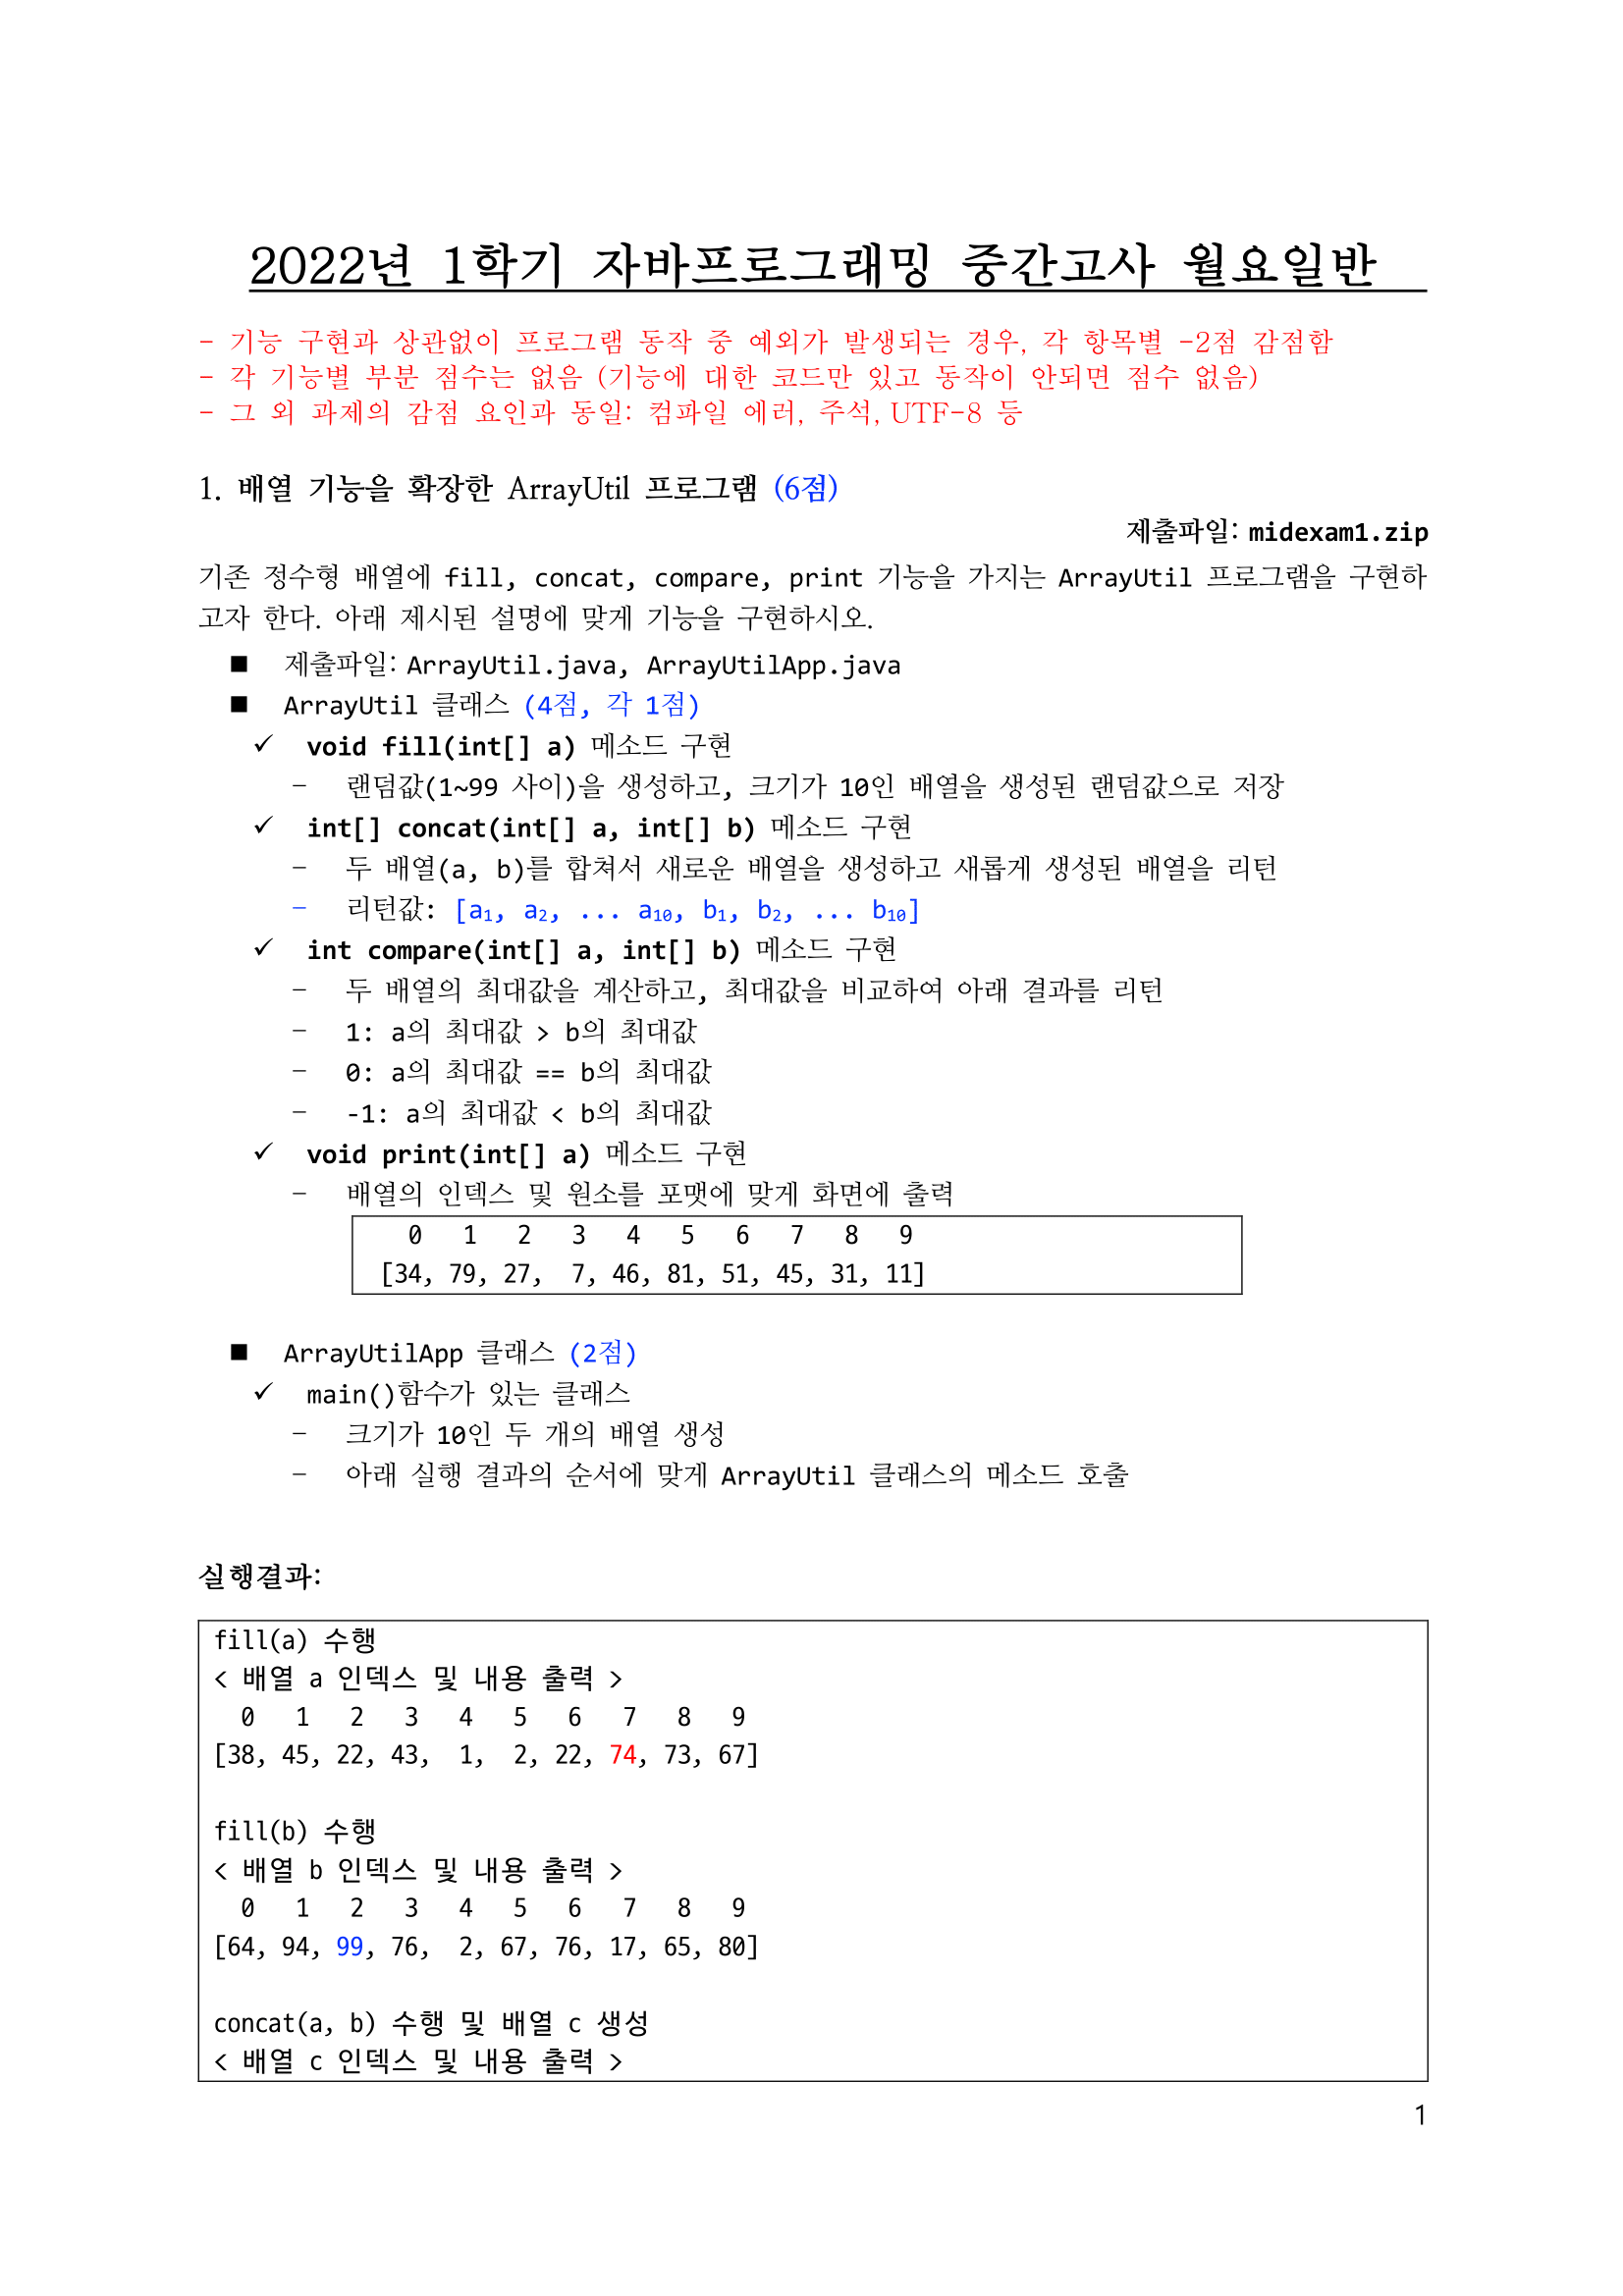 2022년 1학기 자바프로그래밍 중간고사 월요일반
- 기능 구현과 상관없이 프로그램 동작 중 예외가 발생되는 경우, 각 항목별 -2점 감점함
- 각 기능별 부분 점수는 없음 (기능에 대한 코드만 있고 동작이 안되면 점수 없음)
- 그 외 과제의 감점 요인과 동일: 컴파일 에러, 주석, UTF-8 등
1. 배열 기능을 확장한 ArrayUtil 프로그램 (6점)
제출파일: midexam1.zip
기존 정수형 배열에 fill, concat, compare, print 기능을 가지는 ArrayUtil 프로그램을 구현하
고자 한다. 아래 제시된 설명에 맞게 기능을 구현하시오.
■ 제출파일: ArrayUtil.java, ArrayUtilApp.java
■ ArrayUtil 클래스 (4점, 각 1점)
✓ void fill(int[] a) 메소드 구현
- 랜덤값(1~99 사이)을 생성하고, 크기가 10인 배열을 생성된 랜덤값으로 저장
✓ int[] concat(int[] a, int[] b) 메소드 구현
- 두 배열(a, b)를 합쳐서 새로운 배열을 생성하고 새롭게 생성된 배열을 리턴
- 리턴값: [a₁, a₂, ... a₁₀, b₁, b₂, ... b₁₀]
✓ int compare(int[] a, int[] b) 메소드 구현
- 두 배열의 최대값을 계산하고, 최대값을 비교하여 아래 결과를 리턴
- 1: a의 최대값 > b의 최대값
- 0: a의 최대값 == b의 최대값
- -1: a의 최대값 < b의 최대값
✓ void print(int[] a) 메소드 구현
- 배열의 인덱스 및 원소를 포맷에 맞게 화면에 출력
0 1 2 3 4 5 6 7 8 9
[34, 79, 27, 7, 46, 81, 51, 45, 31, 11]
■ ArrayUtilApp 클래스 (2점)
✓ main()함수가 있는 클래스
- 크기가 10인 두 개의 배열 생성
- 아래 실행 결과의 순서에 맞게 ArrayUtil 클래스의 메소드 호출
실행결과:
fill(a) 수행
< 배열 a 인덱스 및 내용 출력 >
0 1 2 3 4 5 6 7 8 9
[38, 45, 22, 43, 1, 2, 22, 74, 73, 67]
fill(b) 수행
< 배열 b 인덱스 및 내용 출력 >
0 1 2 3 4 5 6 7 8 9
[64, 94, 99, 76, 2, 67, 76, 17, 65, 80]
concat(a, b) 수행 및 배열 c 생성
< 배열 c 인덱스 및 내용 출력 >
1